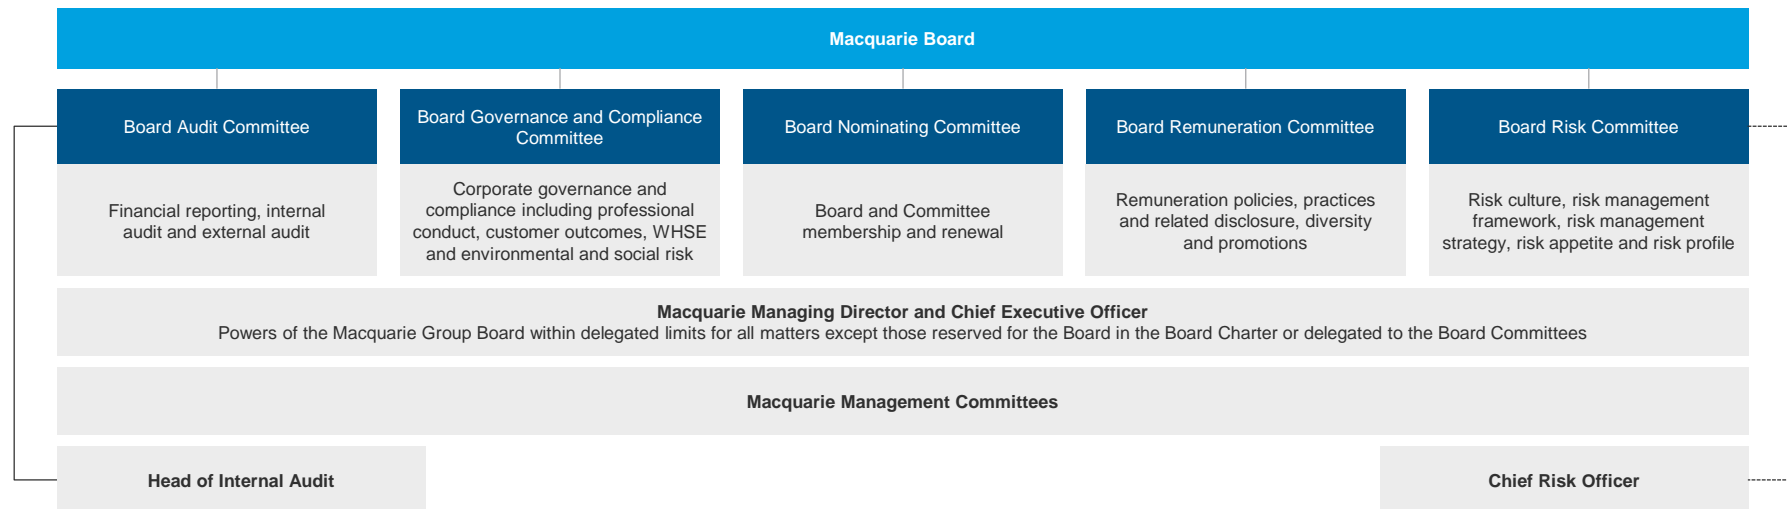 Macquarie Board
Board Audit Committee
Financial reporting, internal
audit and external audit
Board Governance and Compliance
Committee
Corporate governance and
compliance including professional
conduct, customer outcomes, WHSE
and environmental and social risk
Board Nominating Committee
Board and Committee
membership and renewal
Board Remuneration Committee
Remuneration policies, practices
and related disclosure, diversity
and promotions
Board Risk Committee
Risk culture, risk management
framework, risk management
strategy, risk appetite and risk profile
Macquarie Managing Director and Chief Executive Officer
Powers of the Macquarie Group Board within delegated limits for all matters except those reserved for the Board in the Board Charter or delegated to the Board Committees
Macquarie Management Committees
Head of Internal Audit
Chief Risk Officer